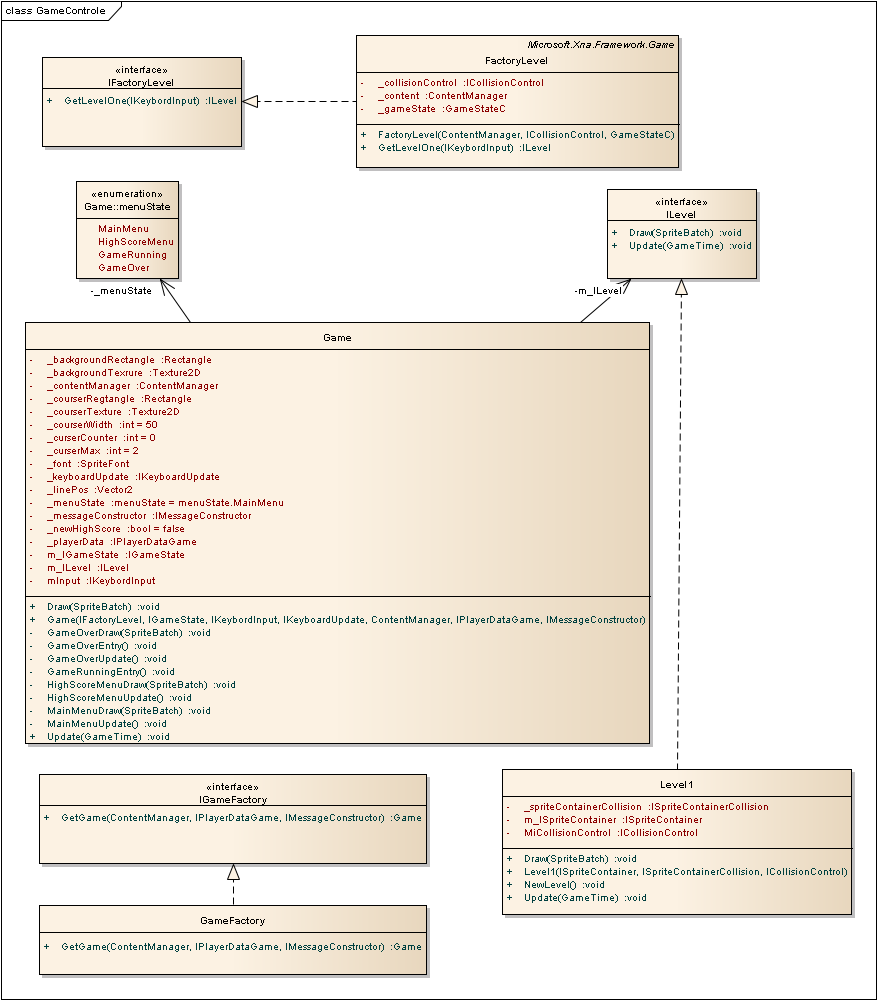 class GameControle
«interface»
IFactoryLevel
+ GetLevelOne(IKeybordInput) :ILevel
Microsoft.Xna.Framework.Game
FactoryLevel
- _collisionControl :ICollisionControl
- _content :ContentManager
- _gameState :GameStateC
+ FactoryLevel(ContentManager, ICollisionControl, GameStateC)
+ GetLevelOne(IKeybordInput) :ILevel
«enumeration»
Game::menuState
MainMenu
HighScoreMenu
GameRunning
GameOver
«interface»
ILevel
+ Draw(SpriteBatch) :void
+ Update(GameTime) :void
-_menuState
-m_ILevel
Game
- _backgroundRectangle :Rectangle
- _backgroundTexrure :Texture2D
- _contentManager :ContentManager
- _courserRegtangle :Rectangle
- _courserTexture :Texture2D
- _courserWidth :int = 50
- _curserCounter :int = 0
- _curserMax :int = 2
- _font :SpriteFont
- _keyboardUpdate :IKeyboardUpdate
- _linePos :Vector2
- _menuState :menuState = menuState.MainMenu
- _messageConstructor :IMessageConstructor
- _newHighScore :bool = false
- _playerData :IPlayerDataGame
- m_IGameState :IGameState
- m_ILevel :ILevel
- mInput :IKeybordInput
+ Draw(SpriteBatch) :void
+ Game(IFactoryLevel, IGameState, IKeybordInput, IKeyboardUpdate, ContentManager, IPlayerDataGame, IMessageConstructor)
- GameOverDraw(SpriteBatch) :void
- GameOverEntry() :void
- GameOverUpdate() :void
- GameRunningEntry() :void
- HighScoreMenuDraw(SpriteBatch) :void
- HighScoreMenuUpdate() :void
- MainMenuDraw(SpriteBatch) :void
- MainMenuUpdate() :void
+ Update(GameTime) :void
«interface»
IGameFactory
+ GetGame(ContentManager, IPlayerDataGame, IMessageConstructor) :Game
GameFactory
+ GetGame(ContentManager, IPlayerDataGame, IMessageConstructor) :Game
Level1
- _spriteContainerCollision :ISpriteContainerCollision
- m_ISpriteContainer :ISpriteContainer
- MiCollisionControl :ICollisionControl
+ Draw(SpriteBatch) :void
+ Level1(ISpriteContainer, ISpriteContainerCollision, ICollisionControl)
+ NewLevel() :void
+ Update(GameTime) :void